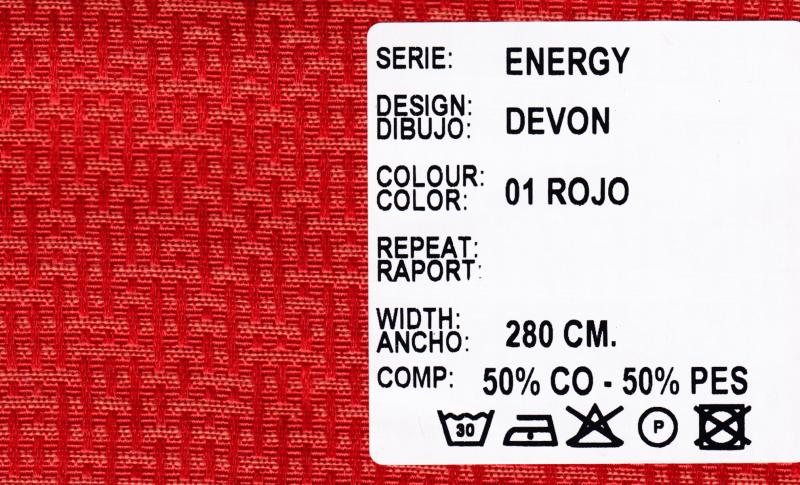 SERIE: ENERGY
DESIGN:
DIBUJO: DEVON
COLOUR:
COLOR: 01 ROJO
REPEAT:
RAPORT:
WIDTH:
ANCHO: 280 CM.
COMP: 50% CO - 50% PES
30 P